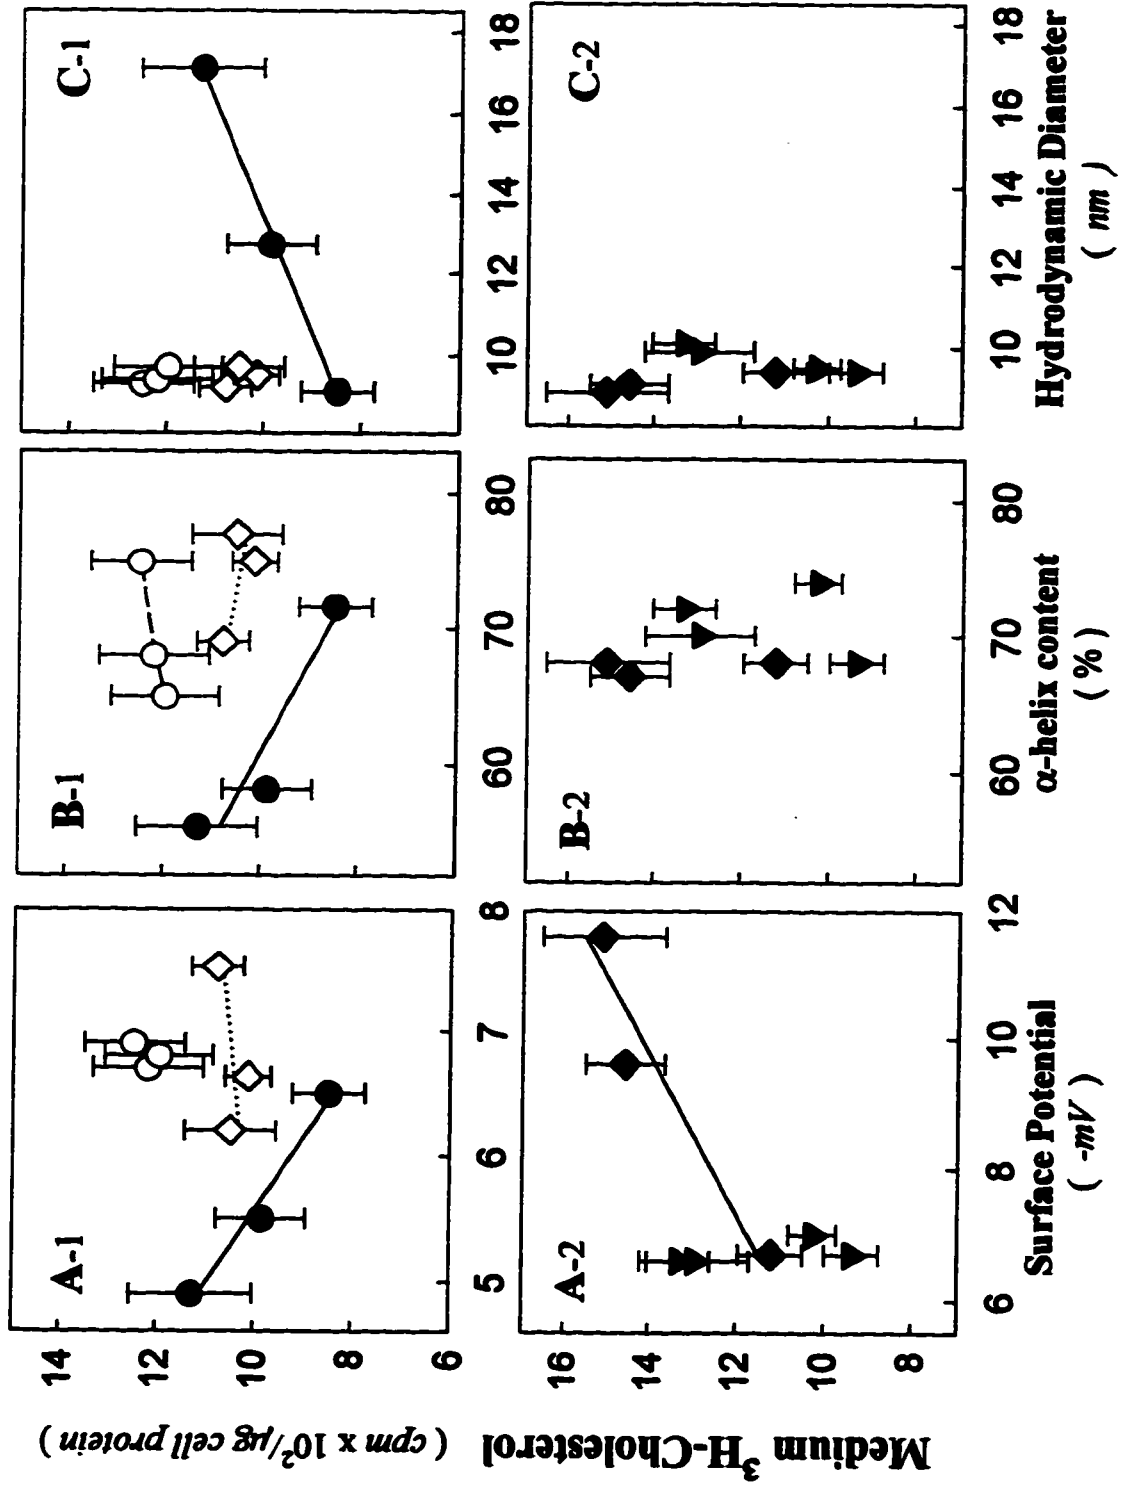 Medium ³H-Cholesterol
( cpm x 10²/µg cell protein )
A-1
B-1
C-1
14
12
10
8
6
5 6 7 8
60 70 80
10 12 14 16 18
A-2
B-2
C-2
16
14
12
10
8
6 8 10 12
60 70 80
10 12 14 16 18
Surface Potential
( -mV )
α-helix content
( % )
Hydrodynamic Diameter
( nm )